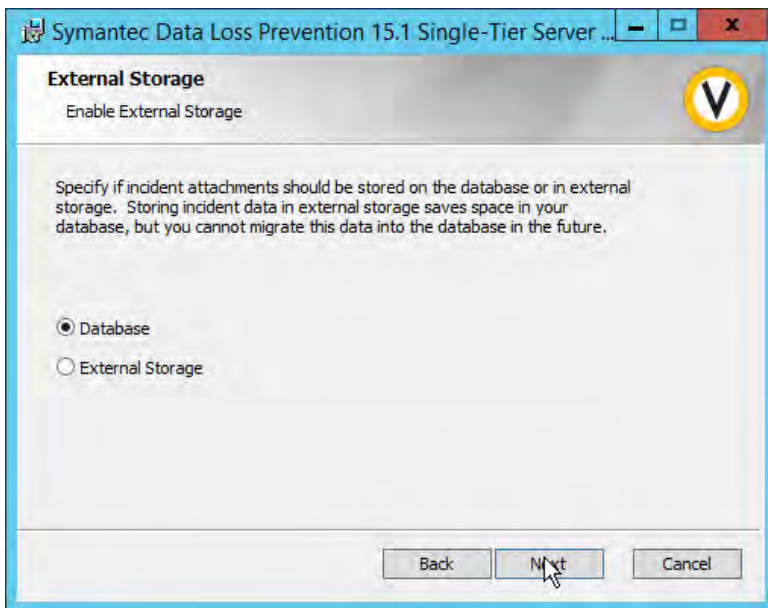 Symantec Data Loss Prevention 15.1 Single-Tier Server ...
External Storage
Enable External Storage
V
Specify if incident attachments should be stored on the database or in external
storage. Storing incident data in external storage saves space in your
database, but you cannot migrate this data into the database in the future.
Database
External Storage
Back Next Cancel